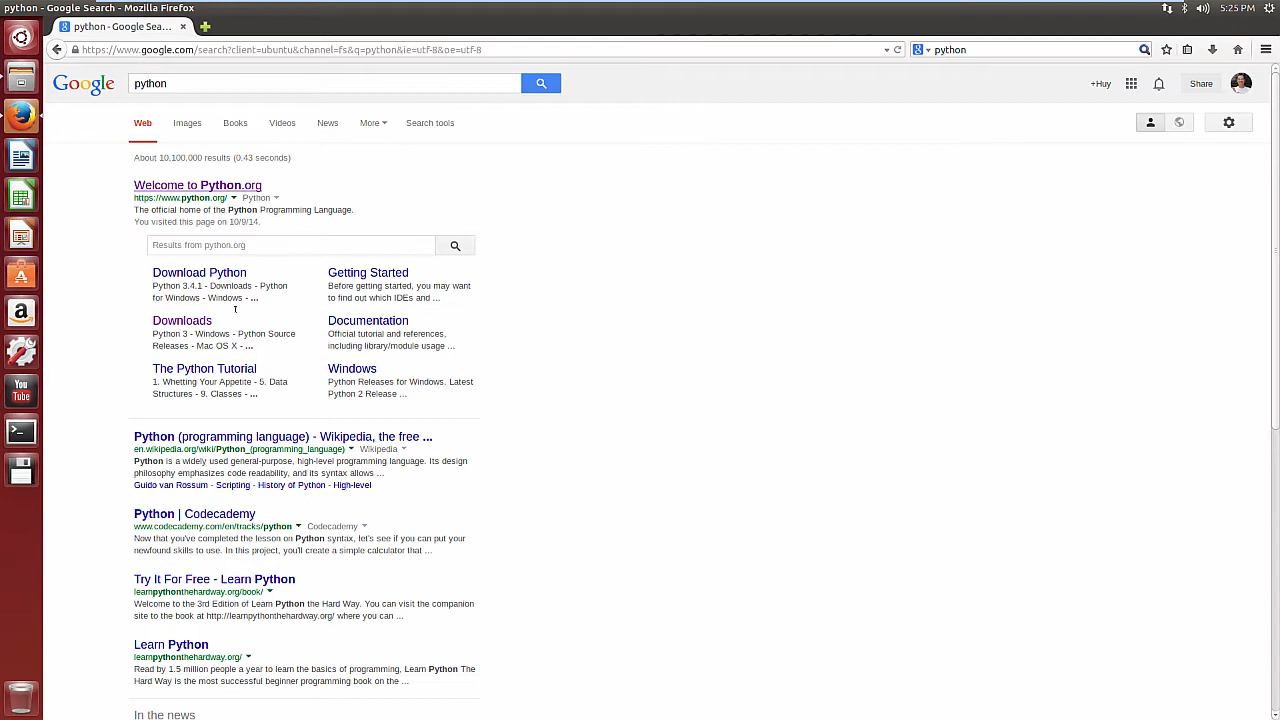 python - Google Search - Mozilla Firefox
5:25 PM
python - Google Sea...
https://www.google.com/search?client=ubuntu&channel=fs&q=python&ie=utf-8&oe=utf-8
python
Google
python
+Huy
Share
Web
Images
Books
Videos
News
More
Search tools
About 10,100,000 results (0.43 seconds)
Welcome to Python.org
https://www.python.org/ Python
The official home of the Python Programming Language.
You visited this page on 10/9/14.
Results from python.org
Download Python
Python 3.4.1 - Downloads - Python
for Windows - Windows - ...
Getting Started
Before getting started, you may want
to find out which IDEs and ...
Downloads
Python 3 - Windows - Python Source
Releases - Mac OS X - ...
Documentation
Official tutorial and references,
including library/module usage ...
The Python Tutorial
1. Whetting Your Appetite - 5. Data
Structures - 9. Classes - ...
Windows
Python Releases for Windows. Latest
Python 2 Release ...
Python (programming language) - Wikipedia, the free ...
en.wikipedia.org/wiki/Python_(programming_language) Wikipedia
Python is a widely used general-purpose, high-level programming language. Its design
philosophy emphasizes code readability, and its syntax allows ...
Guido van Rossum - Scripting - History of Python - High-level
Python | Codecademy
www.codecademy.com/en/tracks/python Codecademy
Now that you've completed the lesson on Python syntax, let's see if you can put your
newfound skills to use. In this project, you'll create a simple calculator that ...
Try It For Free - Learn Python
learnpythonthehardway.org/book/
Welcome to the 3rd Edition of Learn Python the Hard Way. You can visit the companion
site to the book at http://learnpythonthehardway.org/ where you can ...
Learn Python
learnpythonthehardway.org/
Read by 1.5 million people a year to learn the basics of programming, Learn Python The
Hard Way is the most successful beginner programming book on the ...
In the news
You
Tube